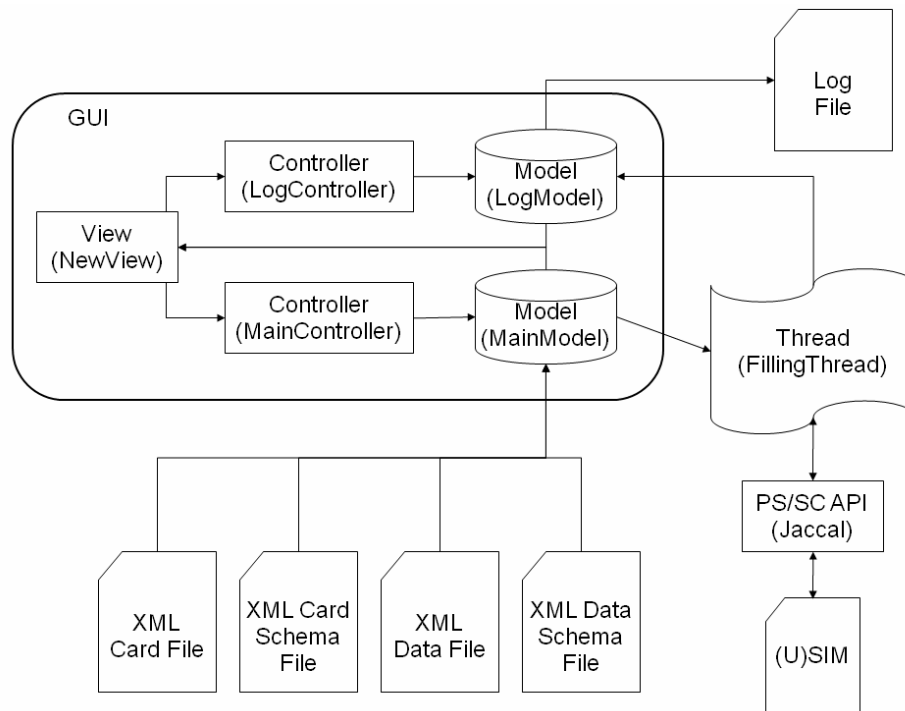 Log
File
GUI
Controller
(LogController)
Model
(LogModel)
View
(NewView)
Controller
(MainController)
Model
(MainModel)
Thread
(FillingThread)
PS/SC API
(Jaccal)
XML
Card File
XML Card
Schema
File
XML
Data File
XML Data
Schema
File
(U)SIM